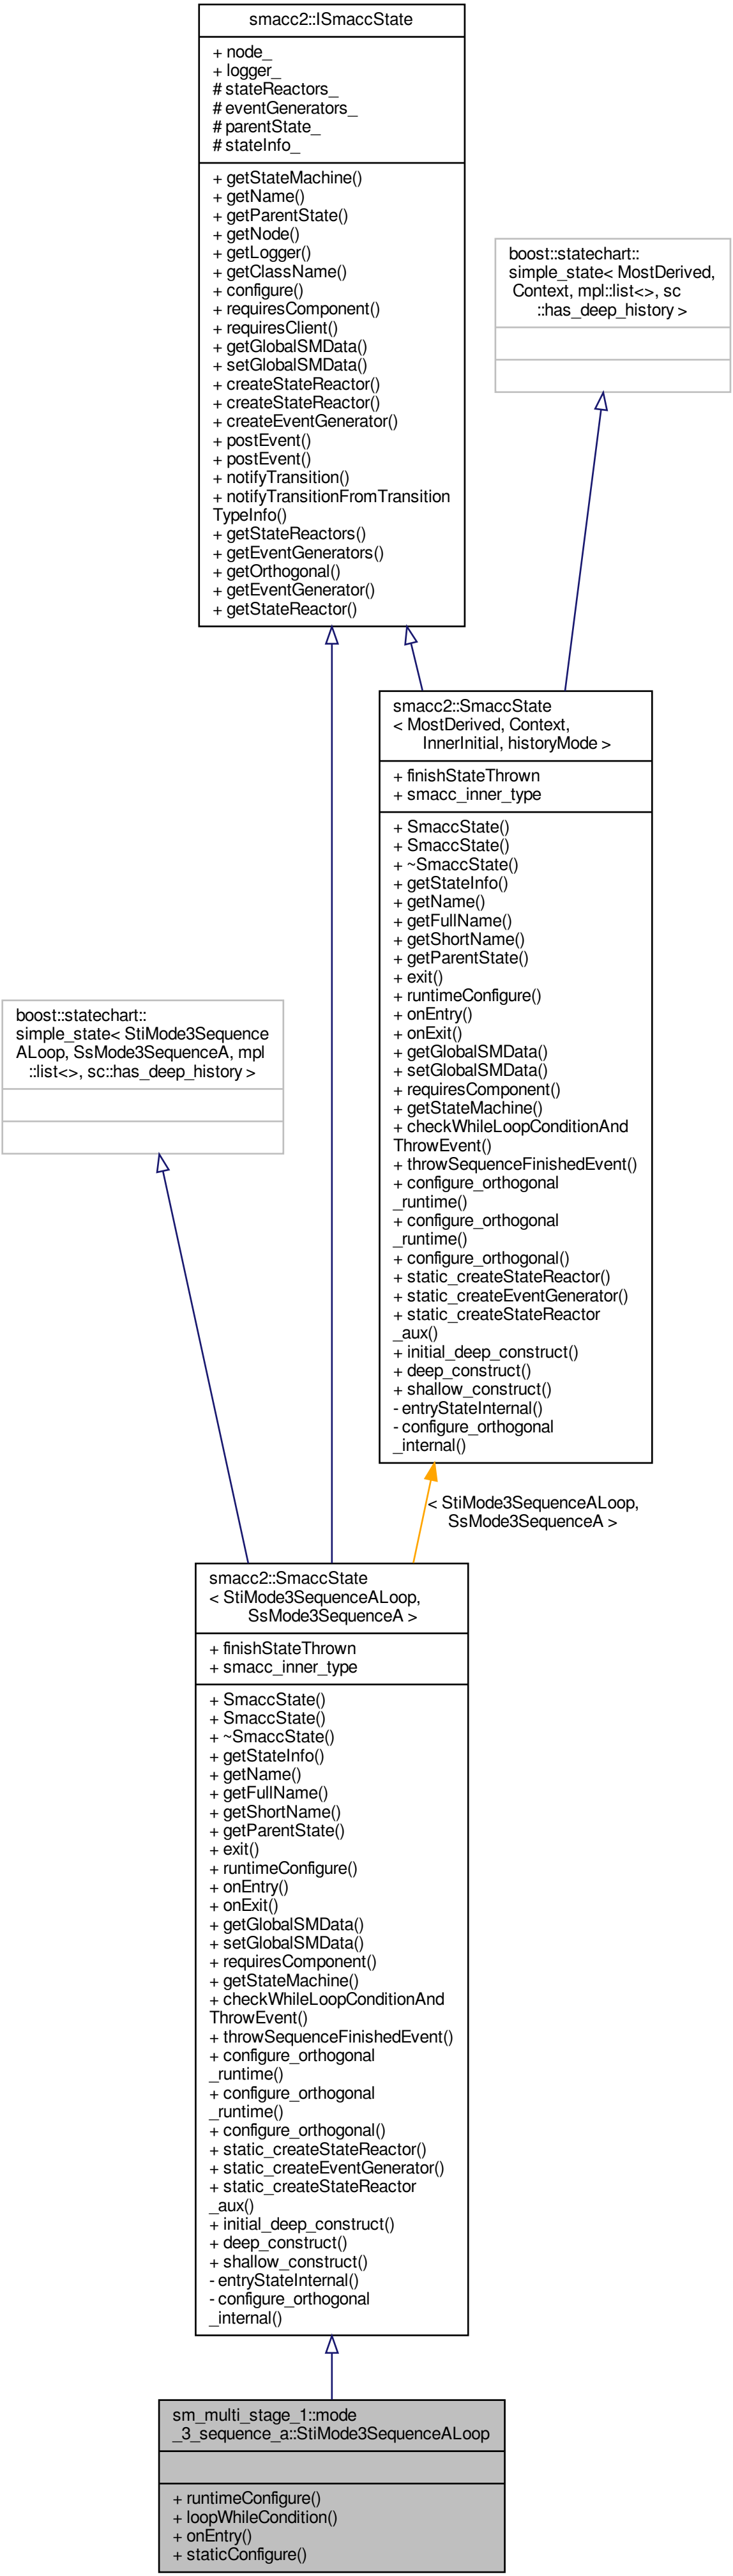 smacc2::ISmaccState
+ node_
+ logger_
# stateReactors_
# eventGenerators_
# parentState_
# stateInfo_
+ getStateMachine()
+ getName()
+ getParentState()
+ getNode()
+ getLogger()
+ getClassName()
+ configure()
+ requiresComponent()
+ requiresClient()
+ getGlobalSMData()
+ setGlobalSMData()
+ createStateReactor()
+ createStateReactor()
+ createEventGenerator()
+ postEvent()
+ postEvent()
+ notifyTransition()
+ notifyTransitionFromTransition
TypeInfo()
+ getStateReactors()
+ getEventGenerators()
+ getOrthogonal()
+ getEventGenerator()
+ getStateReactor()
boost::statechart::
simple_state< MostDerived,
Context, mpl::list<>, sc
::has_deep_history >
smacc2::SmaccState
< MostDerived, Context,
InnerInitial, historyMode >
+ finishStateThrown
+ smacc_inner_type
+ SmaccState()
+ SmaccState()
+ ~SmaccState()
+ getStateInfo()
+ getName()
+ getFullName()
+ getShortName()
+ getParentState()
+ exit()
+ runtimeConfigure()
+ onEntry()
+ onExit()
+ getGlobalSMData()
+ setGlobalSMData()
+ requiresComponent()
+ getStateMachine()
+ checkWhileLoopConditionAnd
ThrowEvent()
+ throwSequenceFinishedEvent()
+ configure_orthogonal
_runtime()
+ configure_orthogonal
_runtime()
+ configure_orthogonal()
+ static_createStateReactor()
+ static_createEventGenerator()
+ static_createStateReactor
_aux()
+ initial_deep_construct()
+ deep_construct()
+ shallow_construct()
- entryStateInternal()
- configure_orthogonal
_internal()
boost::statechart::
simple_state< StiMode3Sequence
ALoop, SsMode3SequenceA, mpl
::list<>, sc::has_deep_history >
< StiMode3SequenceALoop,
SsMode3SequenceA >
smacc2::SmaccState
< StiMode3SequenceALoop,
SsMode3SequenceA >
+ finishStateThrown
+ smacc_inner_type
+ SmaccState()
+ SmaccState()
+ ~SmaccState()
+ getStateInfo()
+ getName()
+ getFullName()
+ getShortName()
+ getParentState()
+ exit()
+ runtimeConfigure()
+ onEntry()
+ onExit()
+ getGlobalSMData()
+ setGlobalSMData()
+ requiresComponent()
+ getStateMachine()
+ checkWhileLoopConditionAnd
ThrowEvent()
+ throwSequenceFinishedEvent()
+ configure_orthogonal
_runtime()
+ configure_orthogonal
_runtime()
+ configure_orthogonal()
+ static_createStateReactor()
+ static_createEventGenerator()
+ static_createStateReactor
_aux()
+ initial_deep_construct()
+ deep_construct()
+ shallow_construct()
- entryStateInternal()
- configure_orthogonal
_internal()
sm_multi_stage_1::mode
_3_sequence_a::StiMode3SequenceALoop
+ runtimeConfigure()
+ loopWhileCondition()
+ onEntry()
+ staticConfigure()